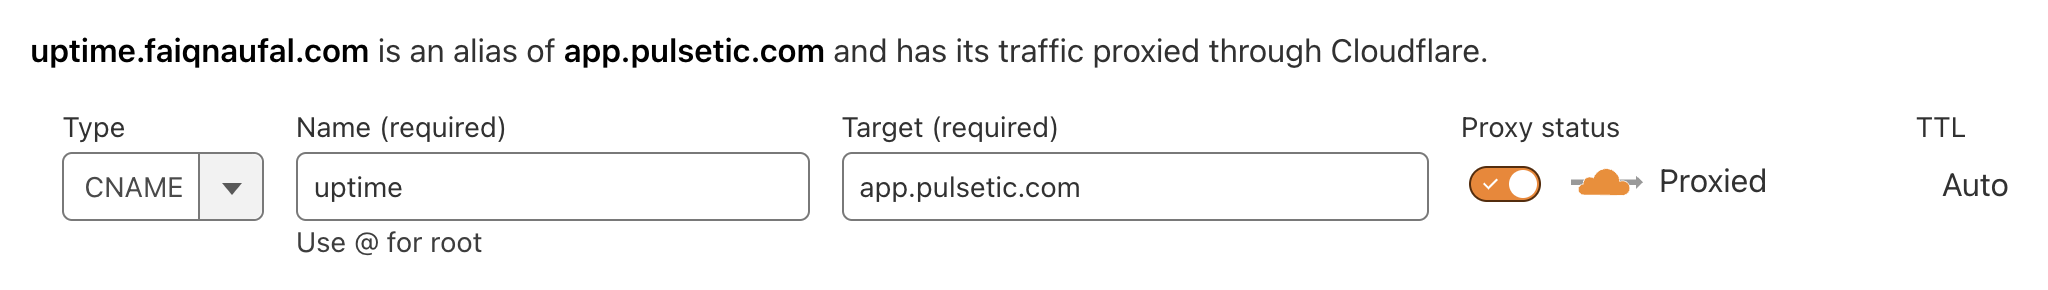 uptime.faiqnaufal.com is an alias of app.pulsetic.com and has its traffic proxied through Cloudflare.
Type Name (required) Target (required) Proxy status TTL
CNAME uptime app.pulsetic.com Proxied Auto
Use @ for root